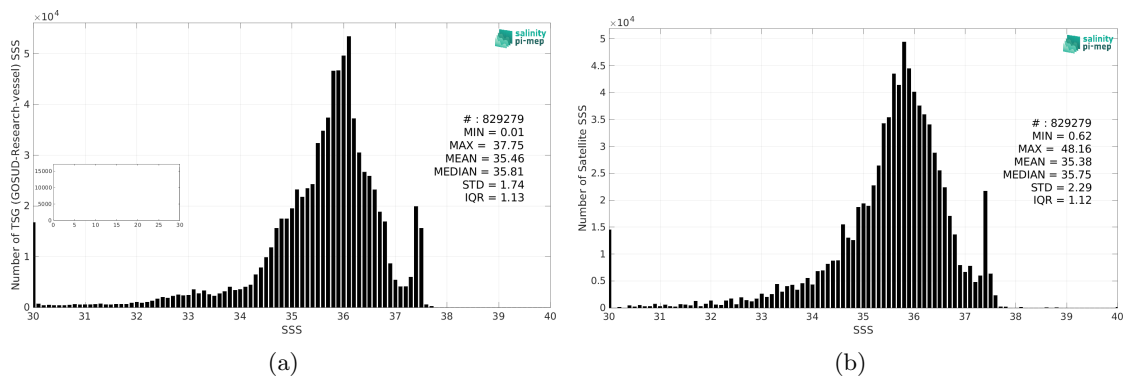 ×10⁴
5
4
3
2
1
0
Number of TSG (GOSUD-Research-vessel) SSS
salinity
pi-mep
# : 829279
MIN = 0.01
MAX = 37.75
MEAN = 35.46
MEDIAN = 35.81
STD = 1.74
IQR = 1.13
15000
10000
5000
0
0 5 10 15 20 25 30
30 31 32 33 34 35 36 37 38 39 40
SSS
(a)
×10⁴
5
4.5
4
3.5
3
2.5
2
1.5
1
0.5
0
Number of Satellite SSS
salinity
pi-mep
# : 829279
MIN = 0.62
MAX = 48.16
MEAN = 35.38
MEDIAN = 35.75
STD = 2.29
IQR = 1.12
30 31 32 33 34 35 36 37 38 39 40
SSS
(b)